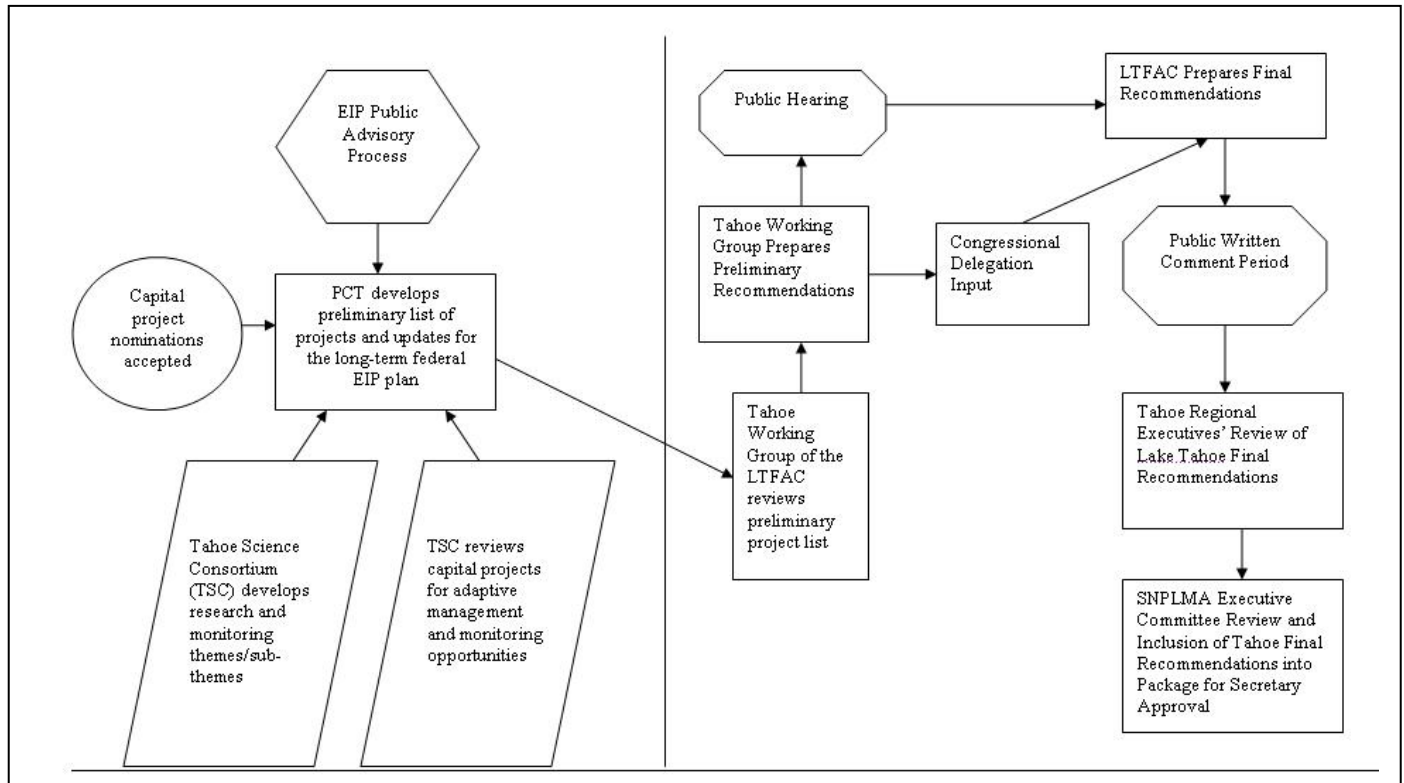 EIP Public
Advisory
Process
Capital
project
nominations
accepted
PCT develops
preliminary list of
projects and updates for
the long-term federal
EIP plan
Tahoe Science
Consortium
(TSC) develops
research and
monitoring
themes/sub-
themes
TSC reviews
capital projects
for adaptive
management
and monitoring
opportunities
Public Hearing
LTFAC Prepares Final
Recommendations
Tahoe Working
Group Prepares
Preliminary
Recommendations
Congressional
Delegation
Input
Public Written
Comment Period
Tahoe
Working
Group of the
LTFAC
reviews
preliminary
project list
Tahoe Regional
Executives’ Review of
Lake Tahoe Final
Recommendations
SNPLMA Executive
Committee Review and
Inclusion of Tahoe Final
Recommendations into
Package for Secretary
Approval